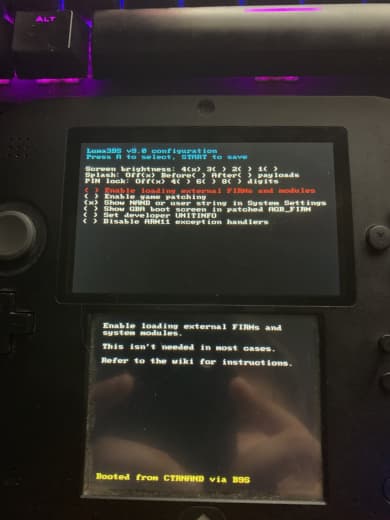 ALT
Luma3DS v9.0 configuration
Press A to select, START to save
Screen brightness: 4(x) 3( ) 2( ) 1( )
Splash: Off(x) Before( ) After( ) payloads
PIN lock: Off(x) 4( ) 6( ) 8( ) digits
( ) Enable loading external FIRMs and modules
( ) Enable game patching
(x) Show NAND or user string in System Settings
( ) Show GBA boot screen in patched AGB_FIRM
( ) Set developer UNITINFO
( ) Disable ARM11 exception handlers
Enable loading external FIRMs and
system modules.
This isn't needed in most cases.
Refer to the wiki for instructions.
Booted from CTRNAND via B9S